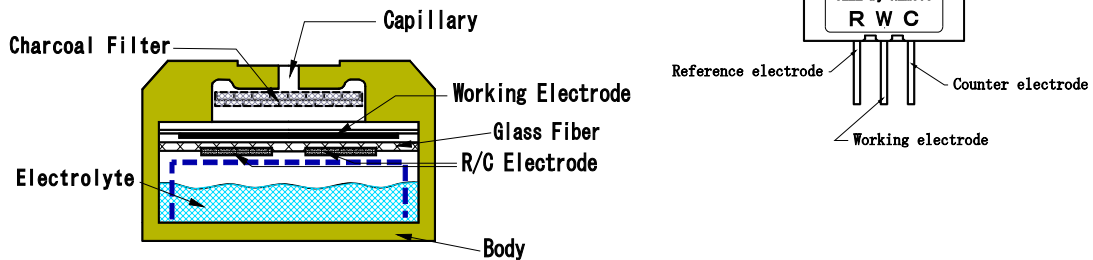 Capillary
Charcoal Filter
Working Electrode
Glass Fiber
R/C Electrode
Electrolyte
Body
R W C
Reference electrode
Counter electrode
Working electrode